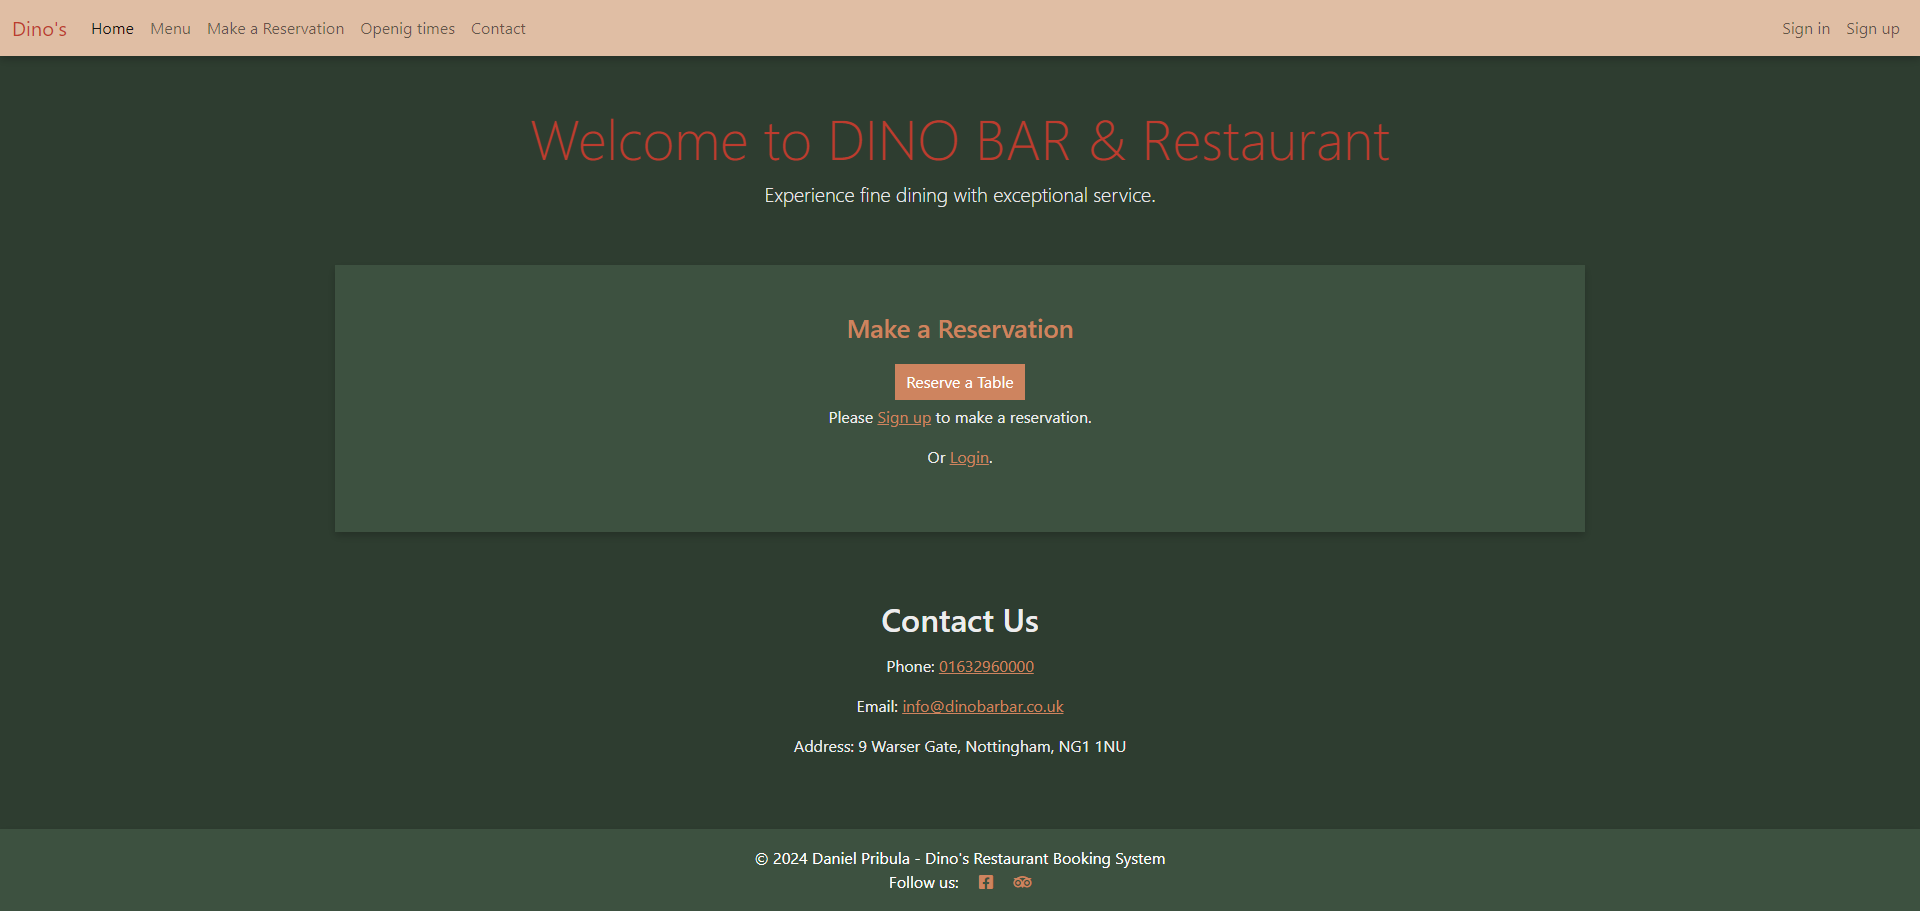 Dino's Home Menu Make a Reservation Openig times Contact Sign in Sign up
Welcome to DINO BAR & Restaurant
Experience fine dining with exceptional service.
Make a Reservation
Reserve a Table
Please Sign up to make a reservation.
Or Login.
Contact Us
Phone: 01632960000
Email: info@dinobarbar.co.uk
Address: 9 Warser Gate, Nottingham, NG1 1NU
© 2024 Daniel Pribula - Dino's Restaurant Booking System
Follow us: